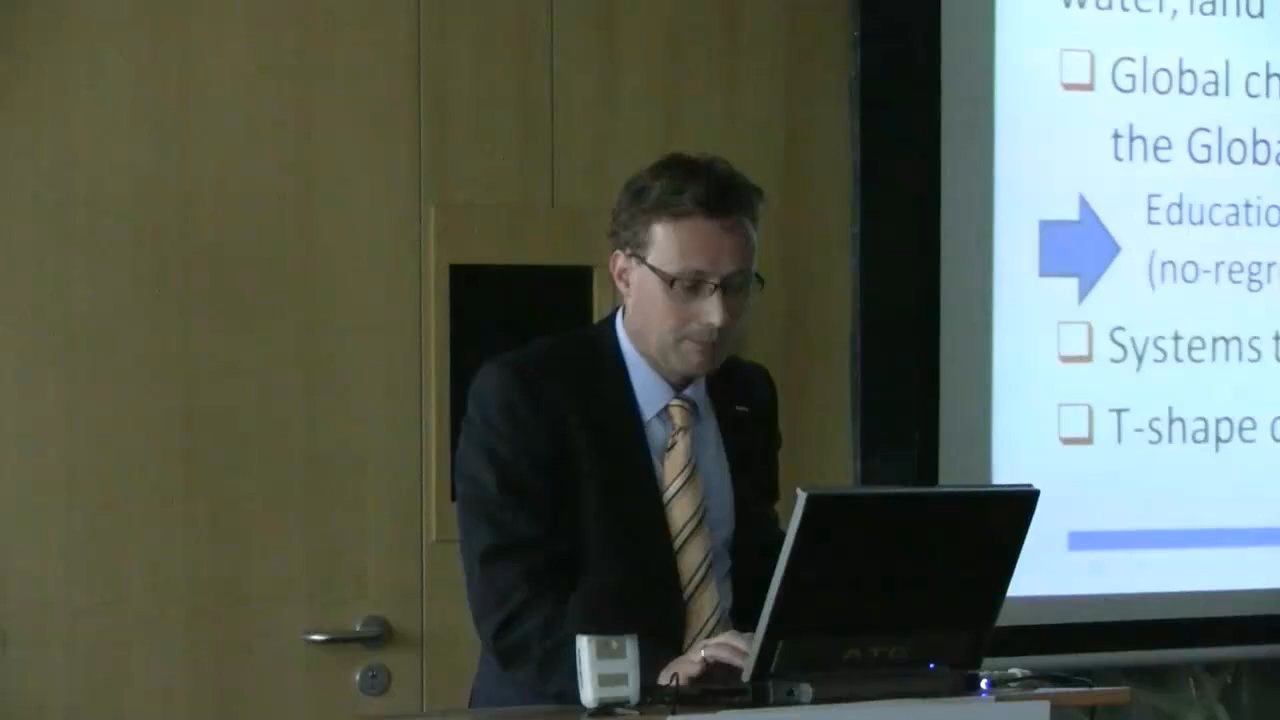 water, land
Global ch
the Globa
Educatio
(no-regr
Systems t
T-shape